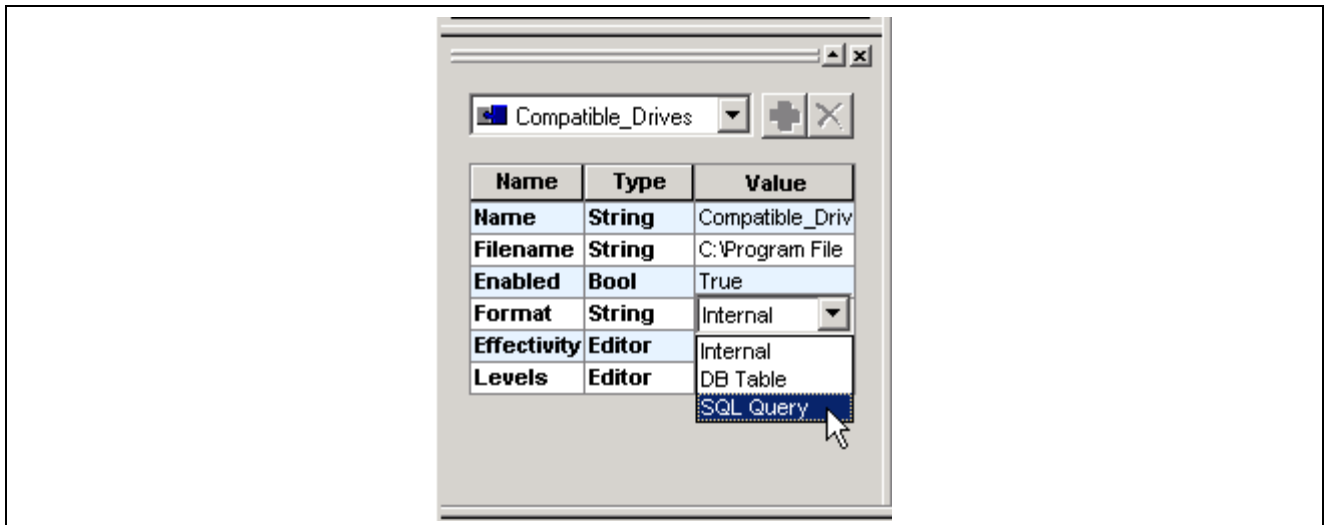 Compatible_Drives
Name Type Value
Name String Compatible_Driv
Filename String C:\Program File
Enabled Bool True
Format String Internal
Effectivity Editor Internal
Levels Editor DB Table
SQL Query